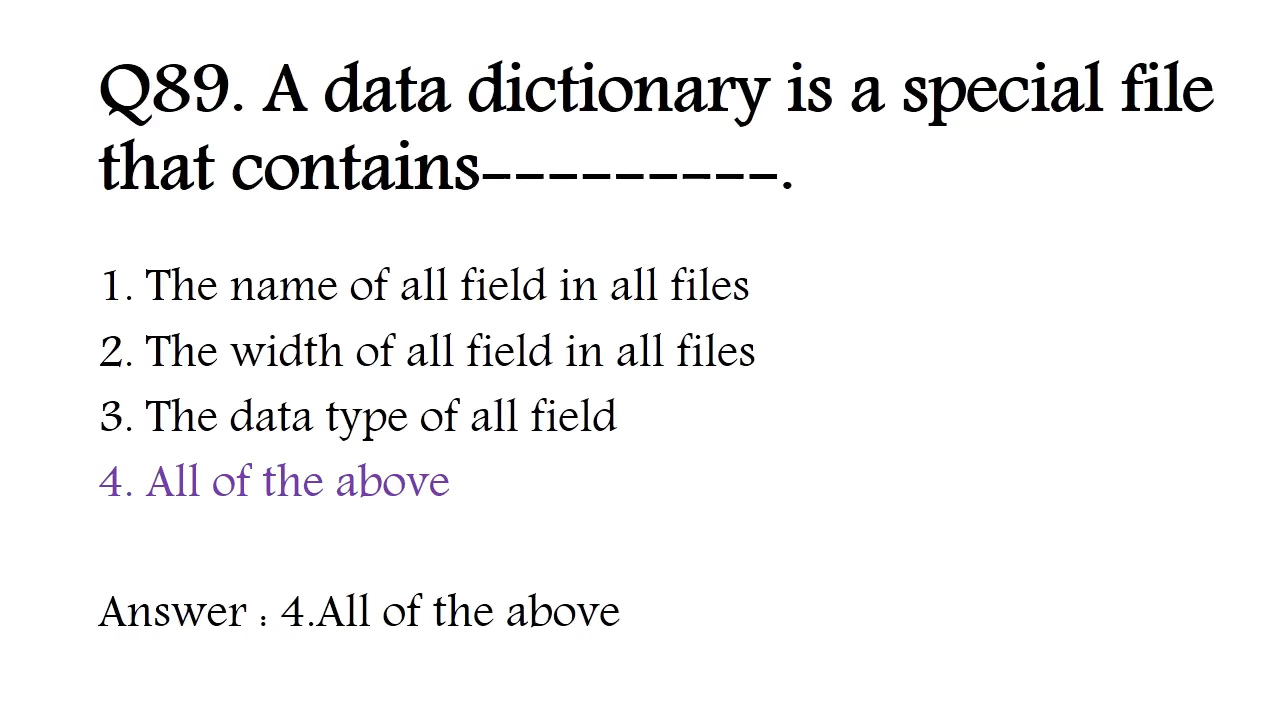 Q89. A data dictionary is a special file
that contains---------.
1. The name of all field in all files
2. The width of all field in all files
3. The data type of all field
4. All of the above
Answer : 4.All of the above